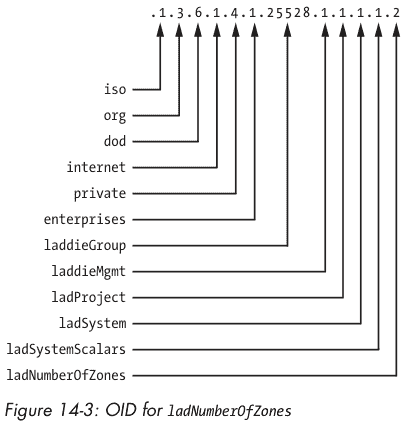 .1.3.6.1.4.1.25528.1.1.1.1.2
iso
org
dod
internet
private
enterprises
laddieGroup
laddieMgmt
ladProject
ladSystem
ladSystemScalars
ladNumberOfZones
Figure 14-3: OID for ladNumberOfZones